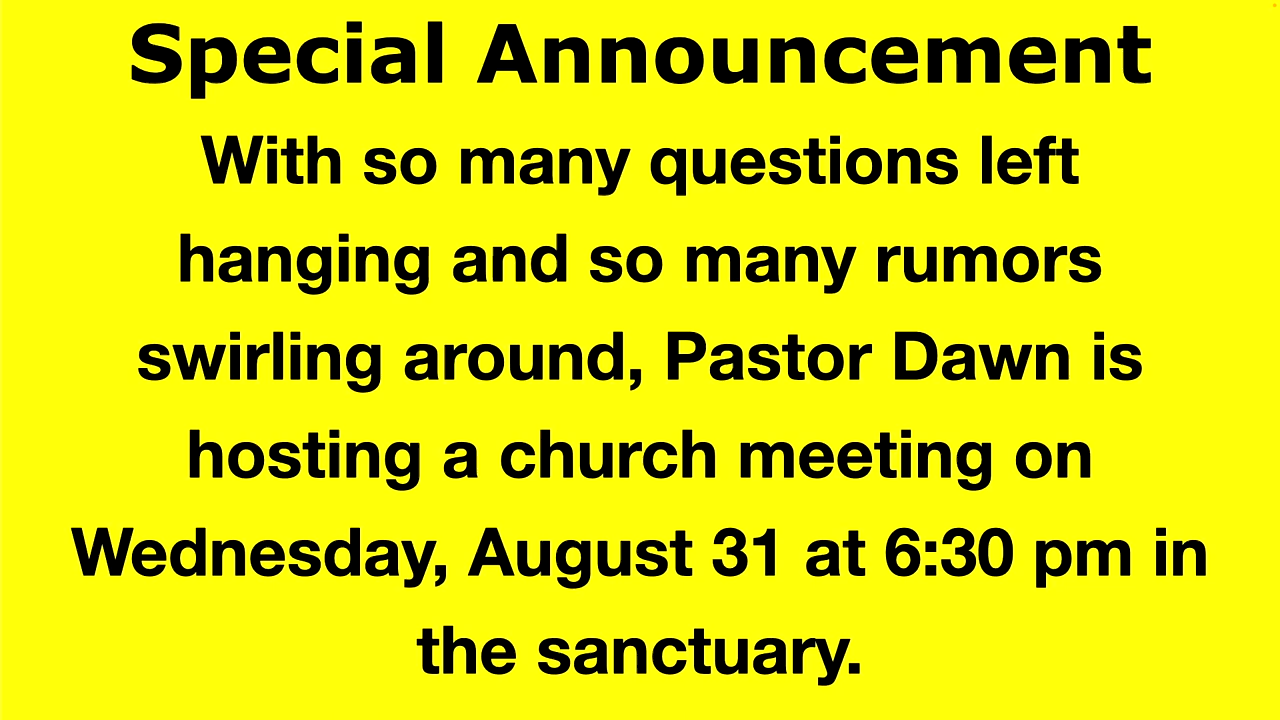 Special Announcement
With so many questions left
hanging and so many rumors
swirling around, Pastor Dawn is
hosting a church meeting on
Wednesday, August 31 at 6:30 pm in
the sanctuary.